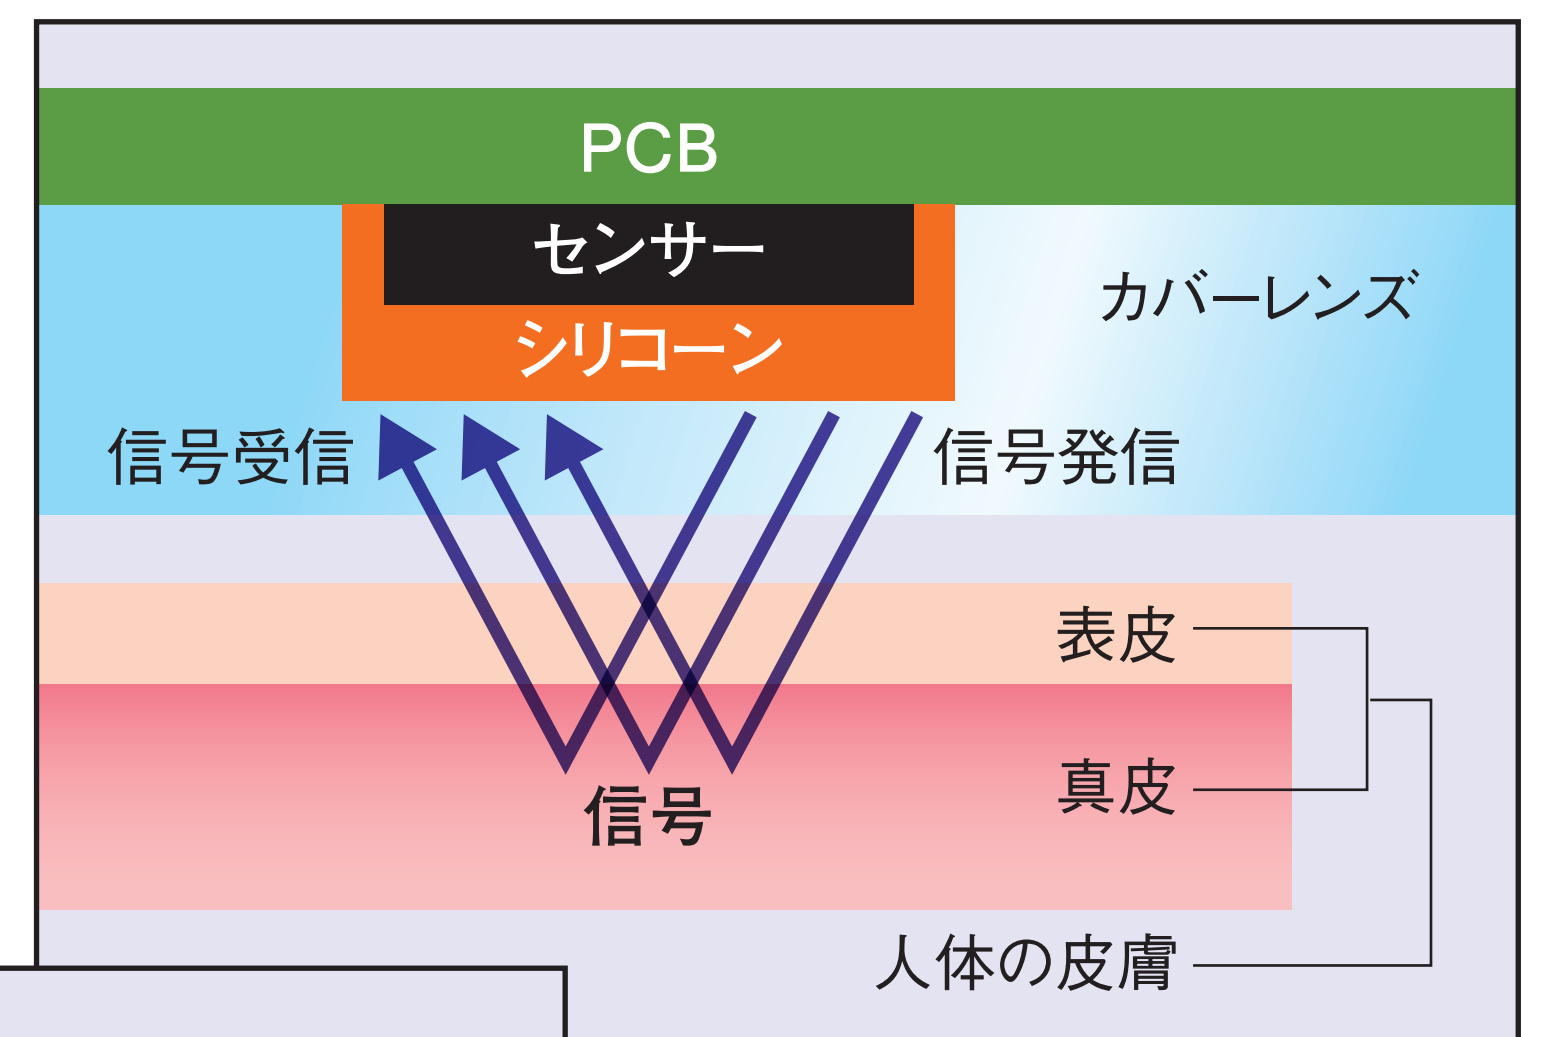 PCB
センサー
シリコーン
カバーレンズ
信号受信
信号発信
表皮
真皮
信号
人体の皮膚